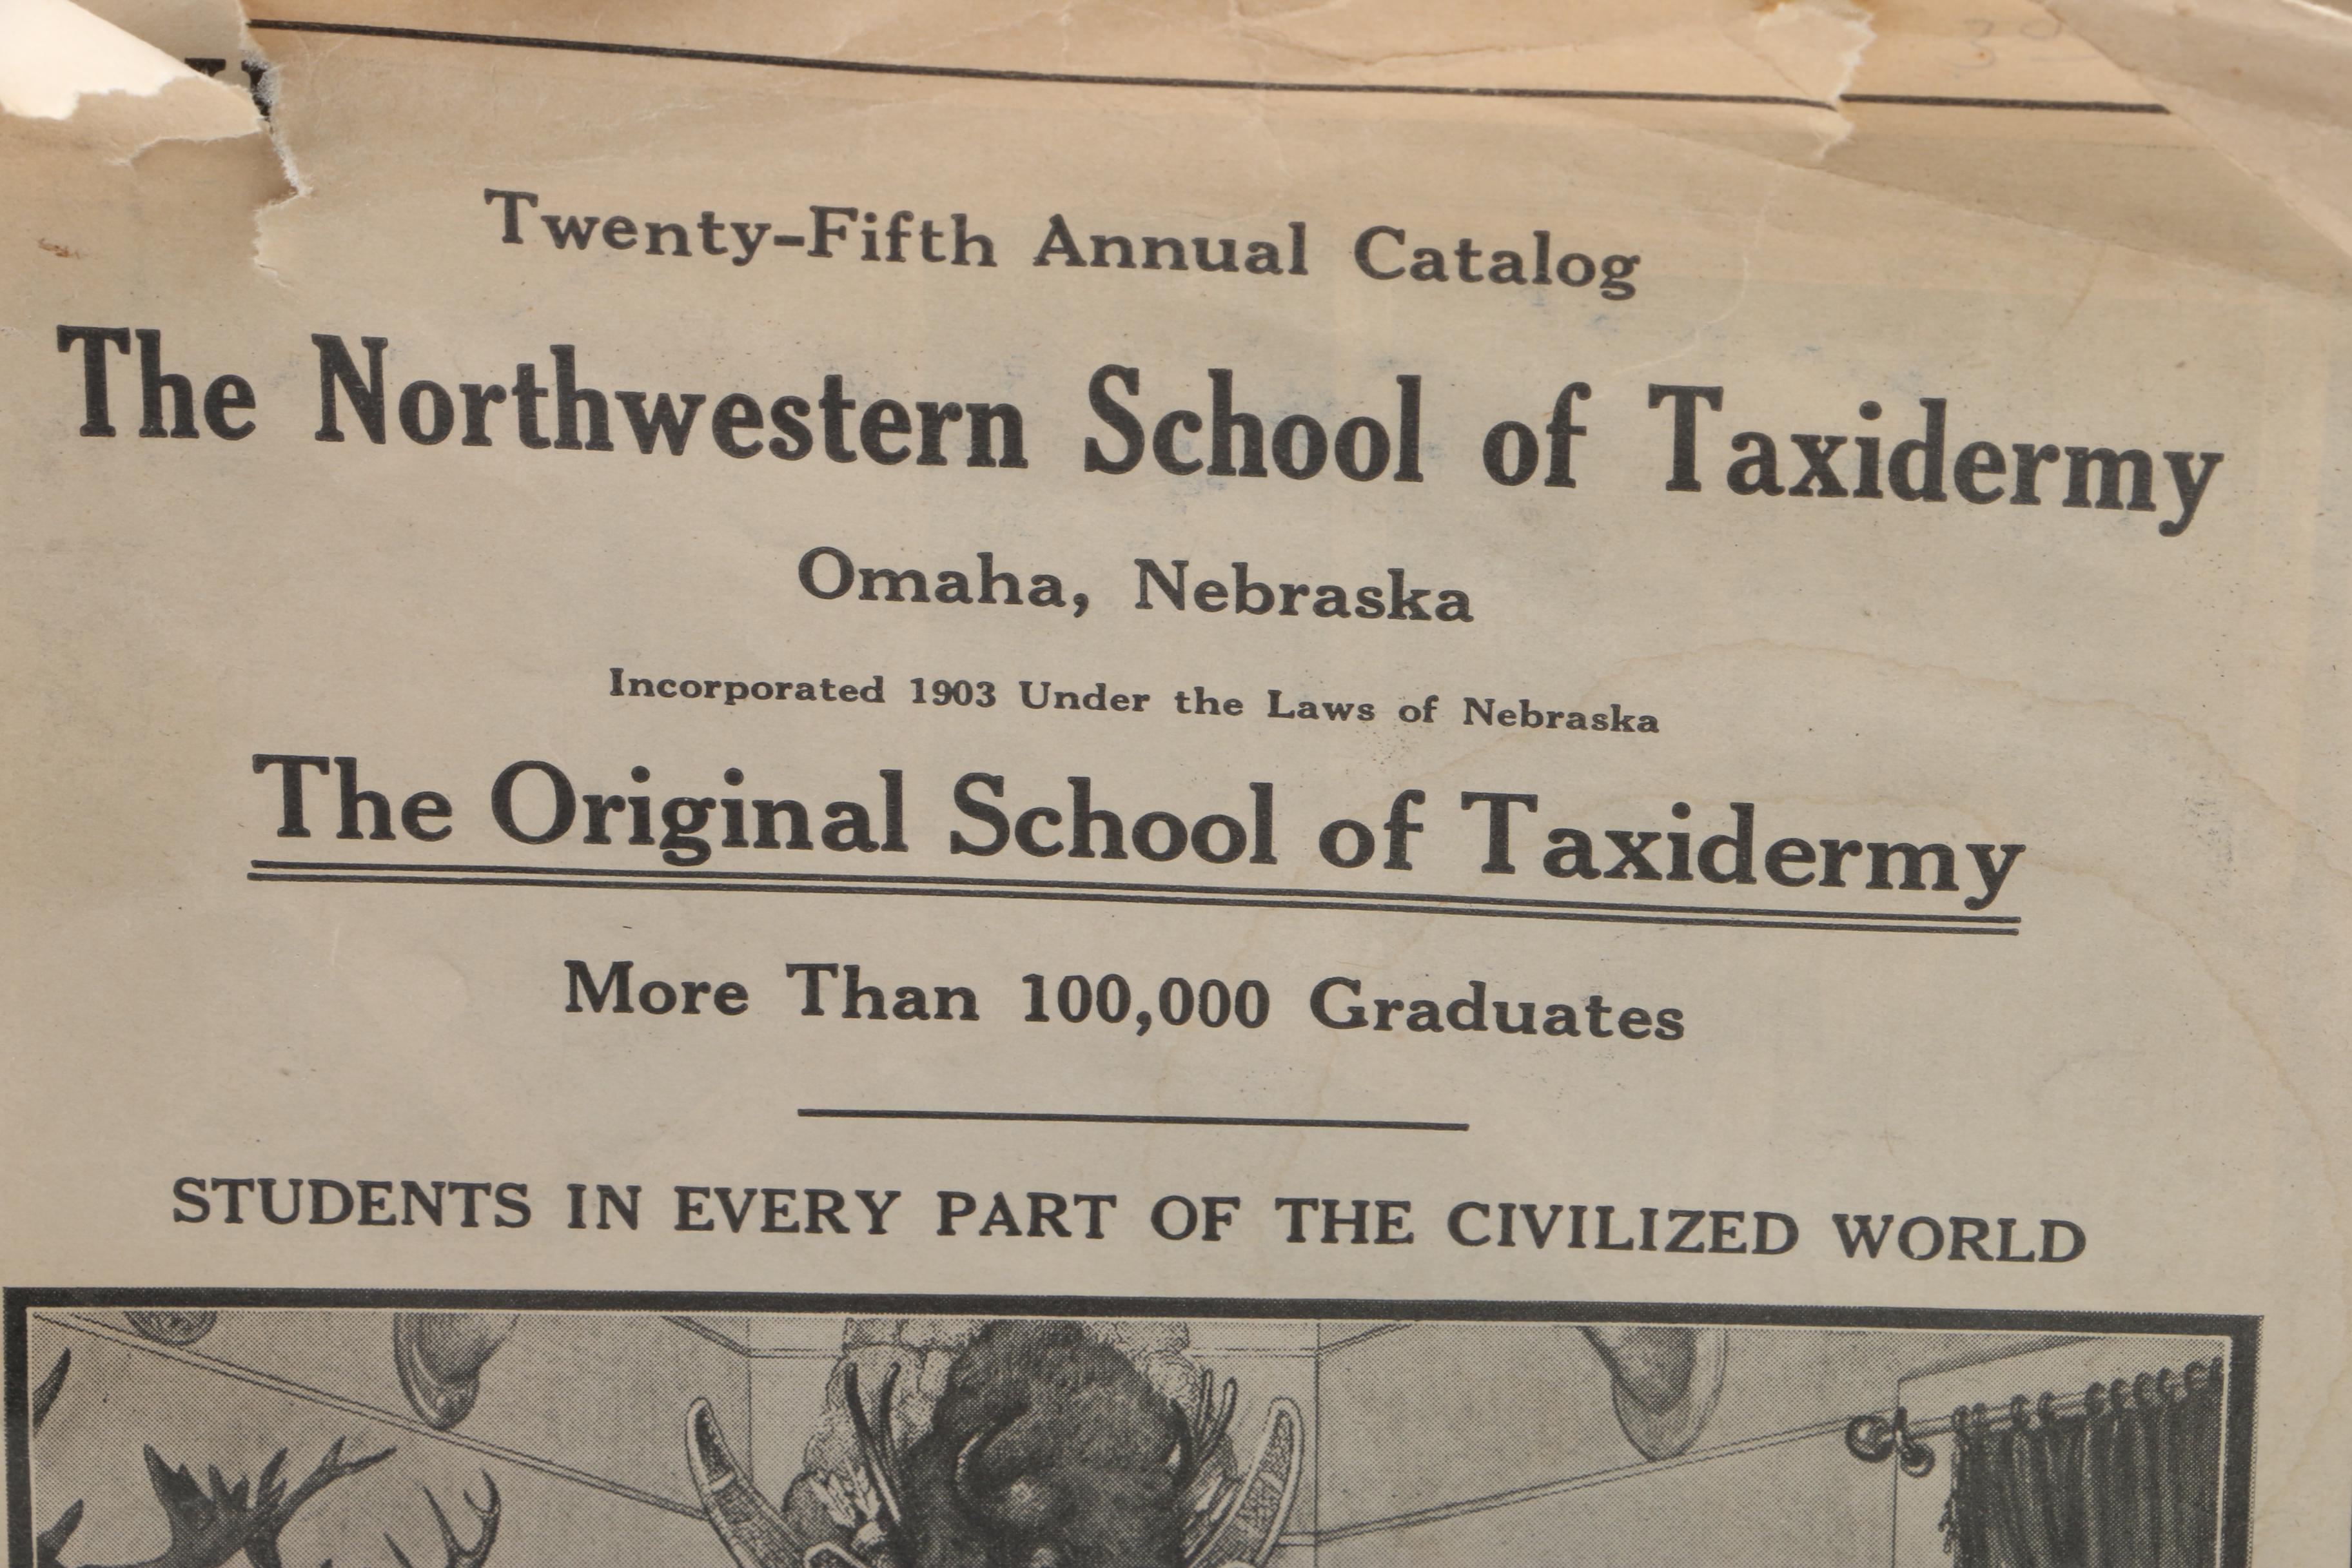 Twenty-Fifth Annual Catalog
The Northwestern School of Taxidermy
Omaha, Nebraska
Incorporated 1903 Under the Laws of Nebraska
The Original School of Taxidermy
More Than 100,000 Graduates
STUDENTS IN EVERY PART OF THE CIVILIZED WORLD